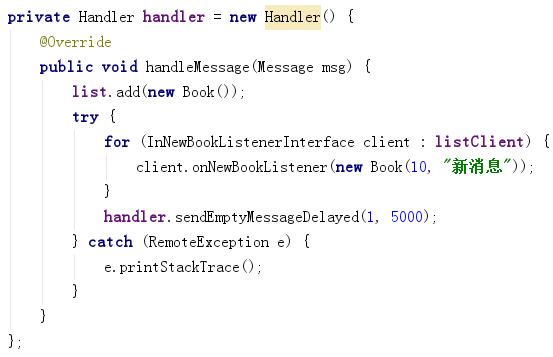 private Handler handler = new Handler() {
    @Override
    public void handleMessage(Message msg) {
        list.add(new Book());
        try {
            for (InNewBookListenerInterface client : listClient) {
                client.onNewBookListener(new Book(10, "新消息"));
            }
            handler.sendEmptyMessageDelayed(1, 5000);
        } catch (RemoteException e) {
            e.printStackTrace();
        }
    }
};